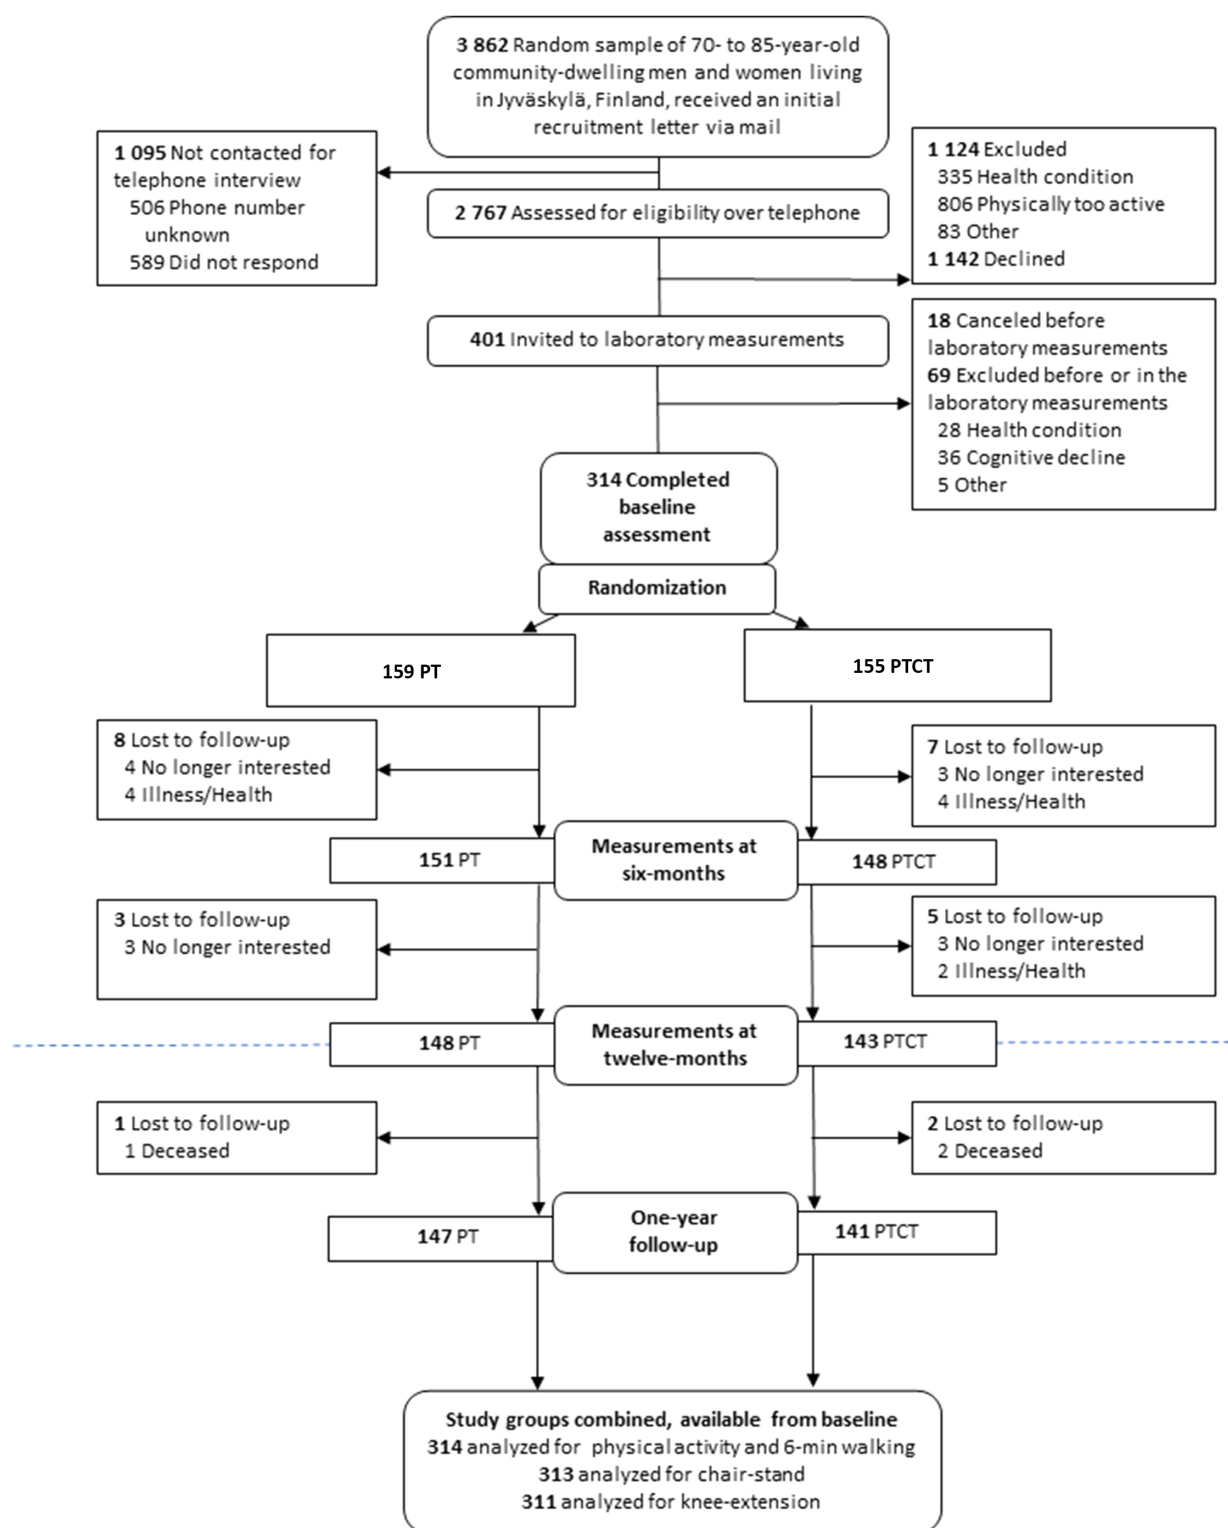 3 862 Random sample of 70- to 85-year-old
community-dwelling men and women living
in Jyväskylä, Finland, received an initial
recruitment letter via mail
1 095 Not contacted for
telephone interview
506 Phone number
unknown
589 Did not respond
2 767 Assessed for eligibility over telephone
1 124 Excluded
335 Health condition
806 Physically too active
83 Other
1 142 Declined
401 Invited to laboratory measurements
18 Canceled before
laboratory measurements
69 Excluded before or in the
laboratory measurements
28 Health condition
36 Cognitive decline
5 Other
314 Completed
baseline
assessment
Randomization
159 PT
155 PTCT
8 Lost to follow-up
4 No longer interested
4 Illness/Health
7 Lost to follow-up
3 No longer interested
4 Illness/Health
151 PT
Measurements at
six-months
148 PTCT
3 Lost to follow-up
3 No longer interested
5 Lost to follow-up
3 No longer interested
2 Illness/Health
148 PT
Measurements at
twelve-months
143 PTCT
1 Lost to follow-up
1 Deceased
2 Lost to follow-up
2 Deceased
147 PT
One-year
follow-up
141 PTCT
Study groups combined, available from baseline
314 analyzed for physical activity and 6-min walking
313 analyzed for chair-stand
311 analyzed for knee-extension